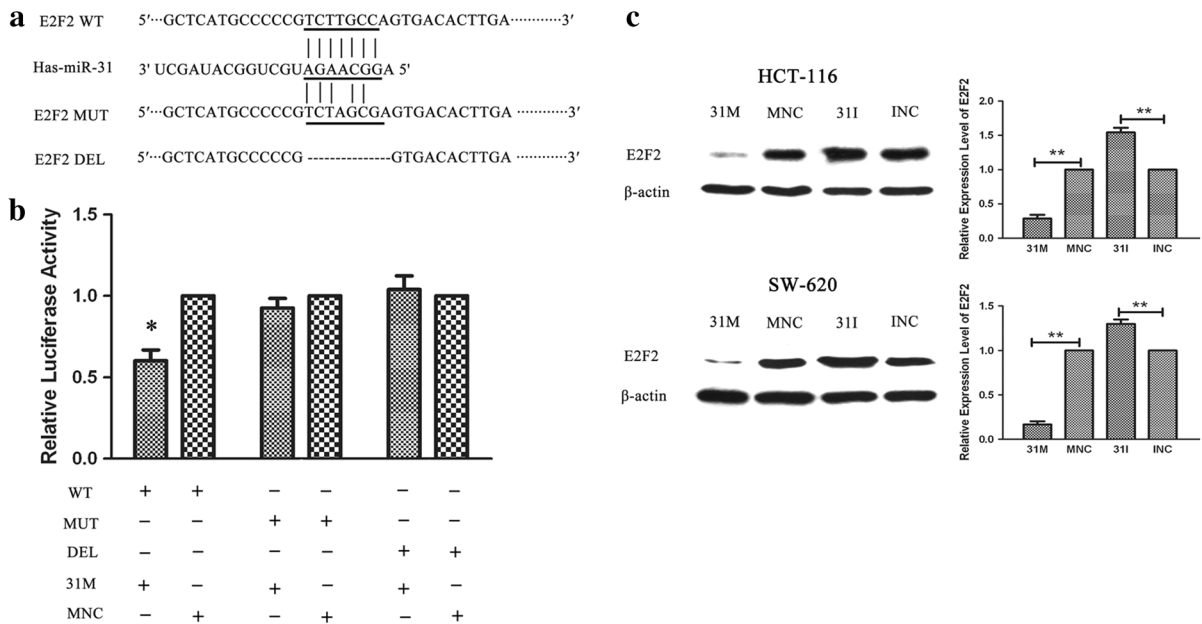 a
E2F2 WT 5'···GCTCATGCCCCCGTCTTGCCAGTGACACTTGA ············3'
Has-miR-31 3' UCGAUACGGUCGUAGAACGGA 5'
E2F2 MUT 5'···GCTCATGCCCCCGTCTAGCGAGTGACACTTGA ············3'
E2F2 DEL 5'···GCTCATGCCCCCG --------------GTGACACTTGA ············3'
b
Relative Luciferase Activity
1.5
1.0
0.5
0.0
*
WT + + − − − −
MUT − − + + − −
DEL − − − − + +
31M + − + − + −
MNC − + − + − +
c
HCT-116
31M MNC 31I INC
E2F2
β-actin
Relative Expression Level of E2F2
2.0
1.5
1.0
0.5
0.0
** **
31M MNC 31I INC
SW-620
31M MNC 31I INC
E2F2
β-actin
Relative Expression Level of E2F2
1.5
1.0
0.5
0.0
** **
31M MNC 31I INC